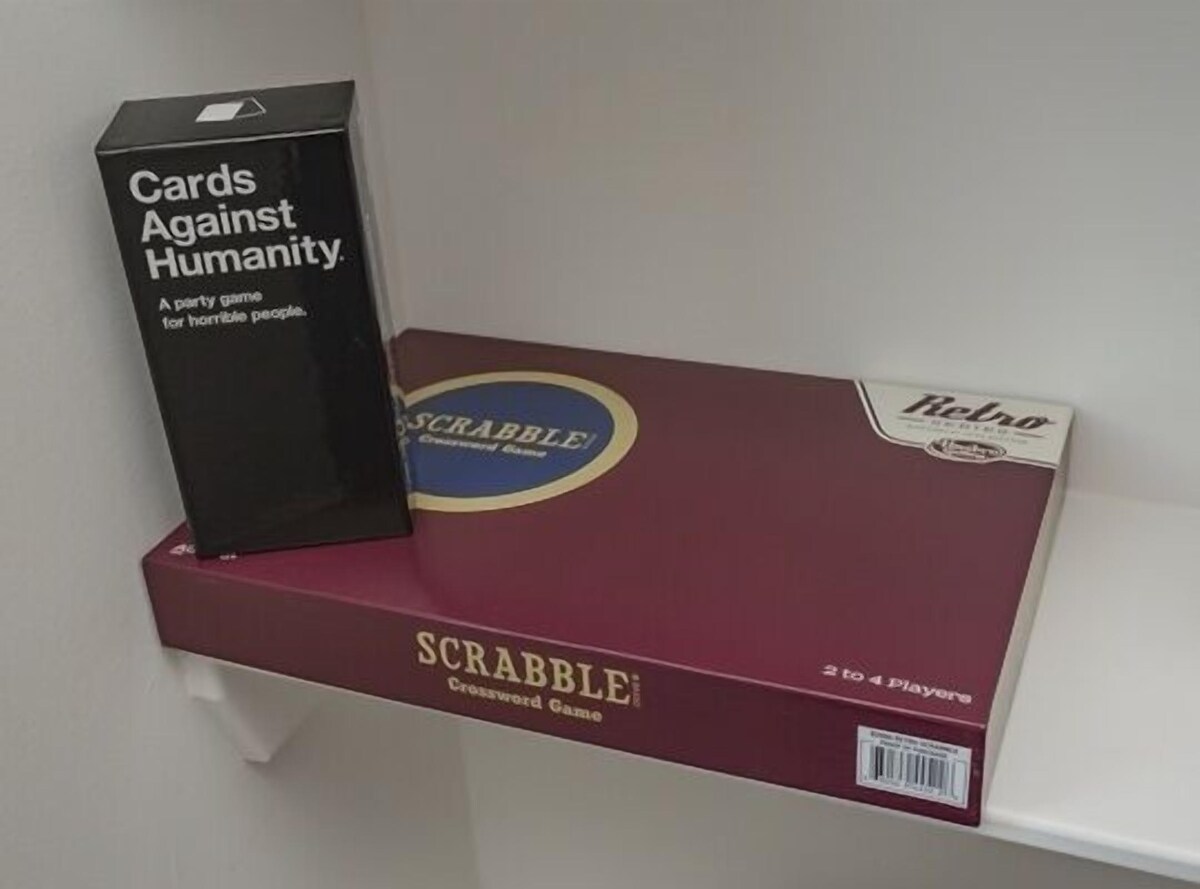 Cards
Against
Humanity.
A party game
for horrible people.
SCRABBLE
Crossword Game
Retro
SERIES
2 to 4 Players
SCRABBLE
Crossword Game